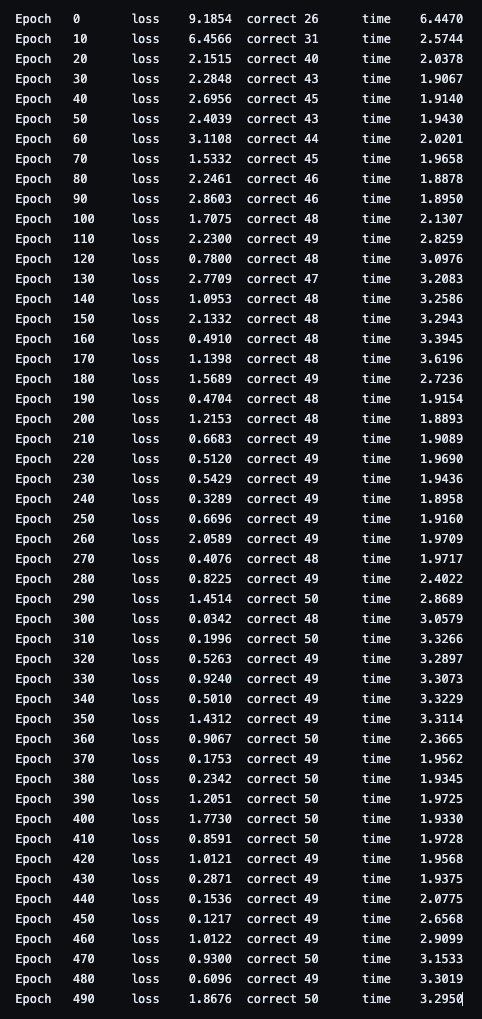 Epoch 0 loss 9.1854 correct 26 time 6.4470
Epoch 10 loss 6.4566 correct 31 time 2.5744
Epoch 20 loss 2.1515 correct 40 time 2.0378
Epoch 30 loss 2.2848 correct 43 time 1.9067
Epoch 40 loss 2.6956 correct 45 time 1.9140
Epoch 50 loss 2.4039 correct 43 time 1.9430
Epoch 60 loss 3.1108 correct 44 time 2.0201
Epoch 70 loss 1.5332 correct 45 time 1.9658
Epoch 80 loss 2.2461 correct 46 time 1.8878
Epoch 90 loss 2.8603 correct 46 time 1.8950
Epoch 100 loss 1.7075 correct 48 time 2.1307
Epoch 110 loss 2.2300 correct 49 time 2.8259
Epoch 120 loss 0.7800 correct 48 time 3.0976
Epoch 130 loss 2.7709 correct 47 time 3.2083
Epoch 140 loss 1.0953 correct 48 time 3.2586
Epoch 150 loss 2.1332 correct 48 time 3.2943
Epoch 160 loss 0.4910 correct 48 time 3.3945
Epoch 170 loss 1.1398 correct 48 time 3.6196
Epoch 180 loss 1.5689 correct 49 time 2.7236
Epoch 190 loss 0.4704 correct 48 time 1.9154
Epoch 200 loss 1.2153 correct 48 time 1.8893
Epoch 210 loss 0.6683 correct 49 time 1.9089
Epoch 220 loss 0.5120 correct 49 time 1.9690
Epoch 230 loss 0.5429 correct 49 time 1.9436
Epoch 240 loss 0.3289 correct 49 time 1.8958
Epoch 250 loss 0.6696 correct 49 time 1.9160
Epoch 260 loss 2.0589 correct 49 time 1.9709
Epoch 270 loss 0.4076 correct 48 time 1.9717
Epoch 280 loss 0.8225 correct 49 time 2.4022
Epoch 290 loss 1.4514 correct 50 time 2.8689
Epoch 300 loss 0.0342 correct 48 time 3.0579
Epoch 310 loss 0.1996 correct 50 time 3.3266
Epoch 320 loss 0.5263 correct 49 time 3.2897
Epoch 330 loss 0.9240 correct 49 time 3.3073
Epoch 340 loss 0.5010 correct 49 time 3.3229
Epoch 350 loss 1.4312 correct 49 time 3.3114
Epoch 360 loss 0.9067 correct 50 time 2.3665
Epoch 370 loss 0.1753 correct 49 time 1.9562
Epoch 380 loss 0.2342 correct 50 time 1.9345
Epoch 390 loss 1.2051 correct 50 time 1.9725
Epoch 400 loss 1.7730 correct 50 time 1.9330
Epoch 410 loss 0.8591 correct 50 time 1.9728
Epoch 420 loss 1.0121 correct 49 time 1.9568
Epoch 430 loss 0.2871 correct 49 time 1.9375
Epoch 440 loss 0.1536 correct 49 time 2.0775
Epoch 450 loss 0.1217 correct 49 time 2.6568
Epoch 460 loss 1.0122 correct 49 time 2.9099
Epoch 470 loss 0.9300 correct 50 time 3.1533
Epoch 480 loss 0.6096 correct 49 time 3.3019
Epoch 490 loss 1.8676 correct 50 time 3.2950